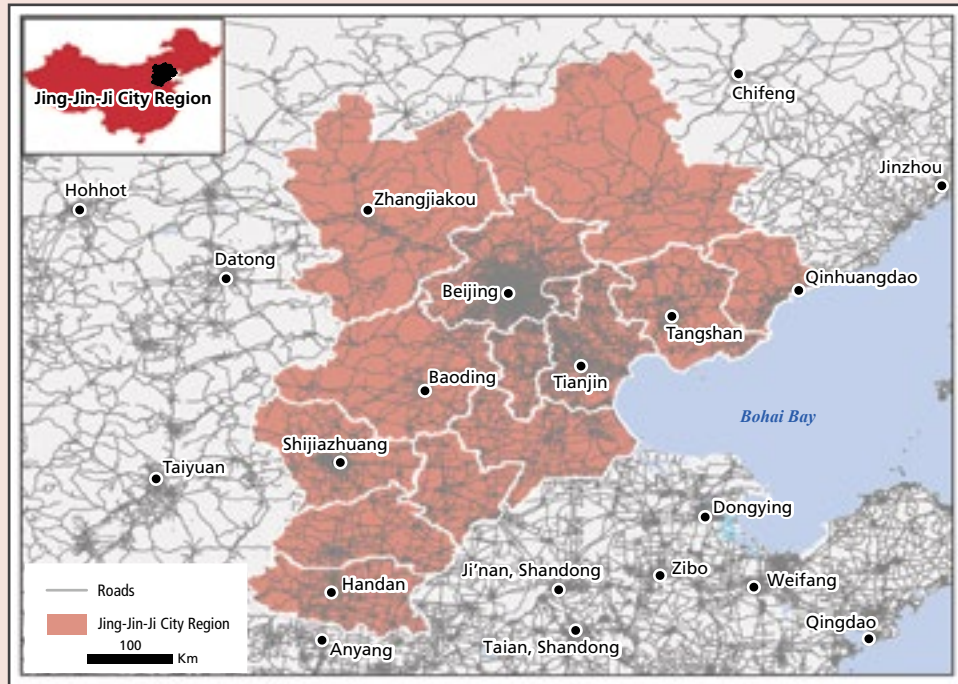 Jing-Jin-Ji City Region
Chifeng
Jinzhou
Hohhot
Zhangjiakou
Datong
Qinhuangdao
Beijing
Tangshan
Tianjin
Baoding
Bohai Bay
Shijiazhuang
Taiyuan
Dongying
Ji'nan, Shandong
Zibo
Weifang
Handan
Qingdao
Anyang
Taian, Shandong
Roads
Jing-Jin-Ji City Region
100
Km